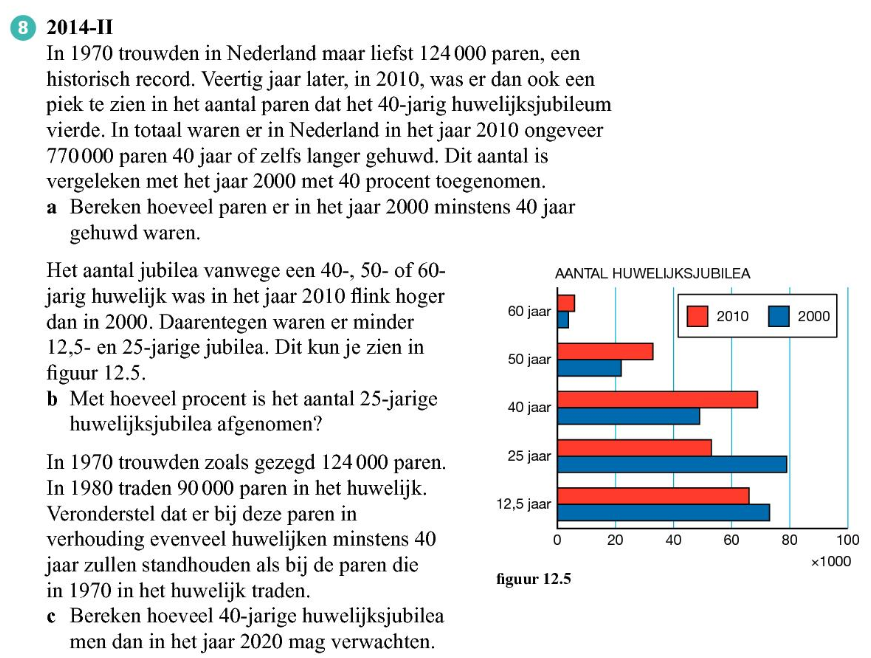 8 2014-II
In 1970 trouwden in Nederland maar liefst 124 000 paren, een
historisch record. Veertig jaar later, in 2010, was er dan ook een
piek te zien in het aantal paren dat het 40-jarig huwelijksjubileum
vierde. In totaal waren er in Nederland in het jaar 2010 ongeveer
770 000 paren 40 jaar of zelfs langer gehuwd. Dit aantal is
vergeleken met het jaar 2000 met 40 procent toegenomen.
a Bereken hoeveel paren er in het jaar 2000 minstens 40 jaar
gehuwd waren.
Het aantal jubilea vanwege een 40-, 50- of 60-
jarig huwelijk was in het jaar 2010 flink hoger
dan in 2000. Daarentegen waren er minder
12,5- en 25-jarige jubilea. Dit kun je zien in
figuur 12.5.
b Met hoeveel procent is het aantal 25-jarige
huwelijksjubilea afgenomen?
In 1970 trouwden zoals gezegd 124 000 paren.
In 1980 traden 90 000 paren in het huwelijk.
Veronderstel dat er bij deze paren in
verhouding evenveel huwelijken minstens 40
jaar zullen standhouden als bij de paren die
in 1970 in het huwelijk traden.
c Bereken hoeveel 40-jarige huwelijksjubilea
men dan in het jaar 2020 mag verwachten.
AANTAL HUWELIJKSJUBILEA
2010 2000
60 jaar
50 jaar
40 jaar
25 jaar
12,5 jaar
0 20 40 60 80 100
×1000
figuur 12.5